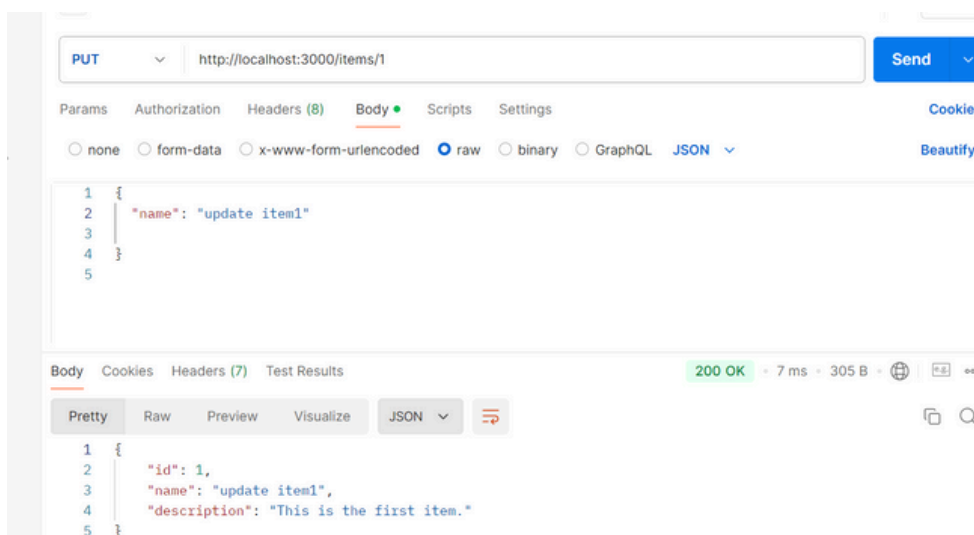 PUT http://localhost:3000/items/1 Send
Params Authorization Headers (8) Body Scripts Settings Cookie
none form-data x-www-form-urlencoded raw binary GraphQL JSON Beautify
1 {
2 "name": "update item1"
3
4 }
5
Body Cookies Headers (7) Test Results 200 OK 7 ms 305 B
Pretty Raw Preview Visualize JSON
1 {
2 "id": 1,
3 "name": "update item1",
4 "description": "This is the first item."
5 }